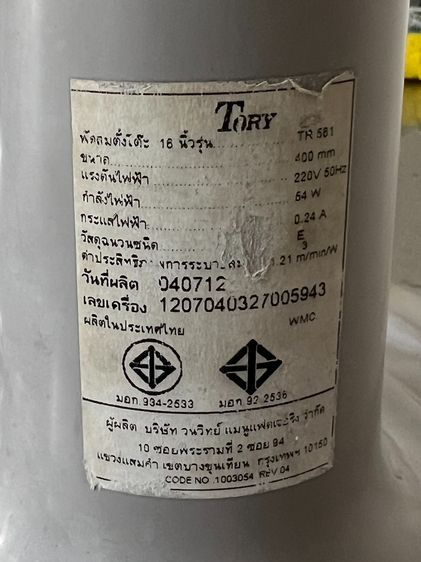 TORY
พัดลมตั้งโต๊ะ 16 นิ้วรุ่น TR 561
ขนาด 400 mm
แรงดันไฟฟ้า 220V 50Hz
กำลังไฟฟ้า 54 W
กระแสไฟฟ้า 0.24 A
วัสดุฉนวนชนิด E
3
วันที่ผลิต 040712
เลขเครื่อง 1207040327005943
ผลิตในประเทศไทย WMC
มอก.934-2533 มอก.92-2536
ผู้ผลิต บริษัท วนวิทย์ แมนูแฟคเจอริ่ง จำกัด
10 ซอยพระรามที่ 2 ซอย 94
แขวงแสมดำ เขตบางขุนเทียน กรุงเทพฯ 10150
CODE NO .1003054 REV 04